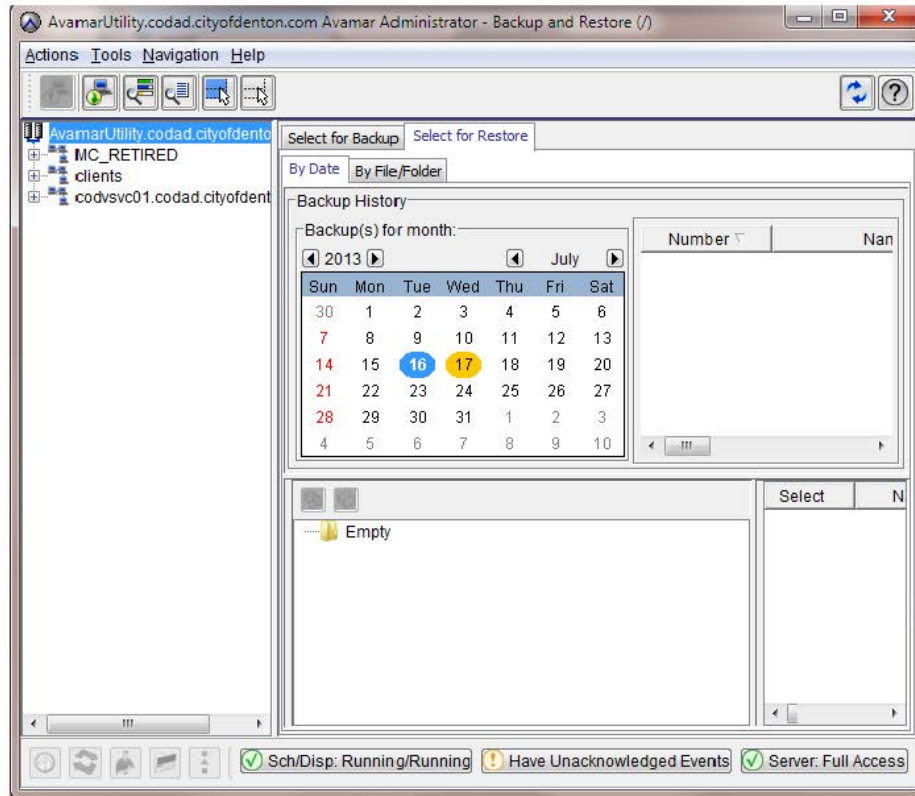 AvamarUtility.codad.cityofdenton.com Avamar Administrator - Backup and Restore (/)
Actions Tools Navigation Help
AvamarUtility.codad.cityofdento
MC_RETIRED
clients
codvsvc01.codad.cityofdent
Select for Backup Select for Restore
By Date By File/Folder
Backup History
Backup(s) for month:
2013 July
Sun Mon Tue Wed Thu Fri Sat
30 1 2 3 4 5 6
7 8 9 10 11 12 13
14 15 16 17 18 19 20
21 22 23 24 25 26 27
28 29 30 31 1 2 3
4 5 6 7 8 9 10
Number Nan
Empty
Select N
Sch/Disp: Running/Running Have Unacknowledged Events Server: Full Access